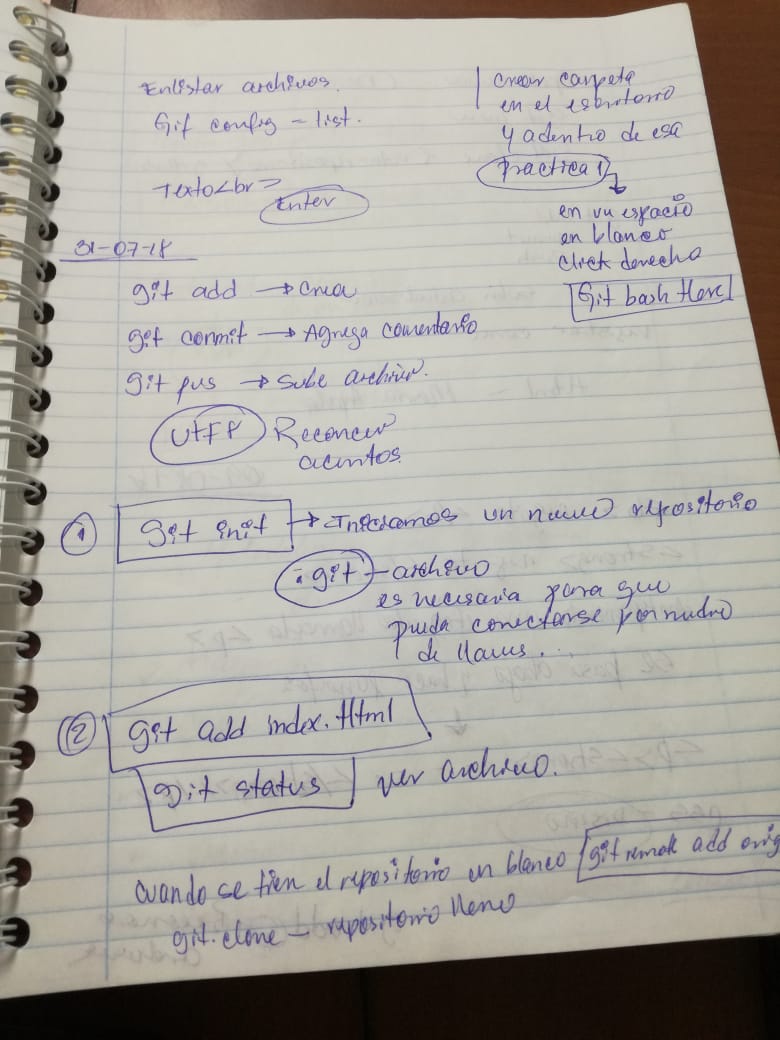 Enlistar archivos.
Git config - list.
Texto<br>
Enter
crear carpeta
en el escritorio
y adentro de esa
practica 1
en un espacio
en blanco
click derecho
Git bash Here
31-07-18
git add → Crea
git commit → Agrega comentario
git pus → Sube archivo.
UTF8 Reconcer
acentos.
① git init → Iniciamos un nuevo repositorio
.git - archivo
es necesaria para que
pueda conectarse por medio
de llaves...
② git add index.Html
Git status ver archivo.
cuando se tien el repositorio en blanco git remote add orig
git clone - repositorio lleno